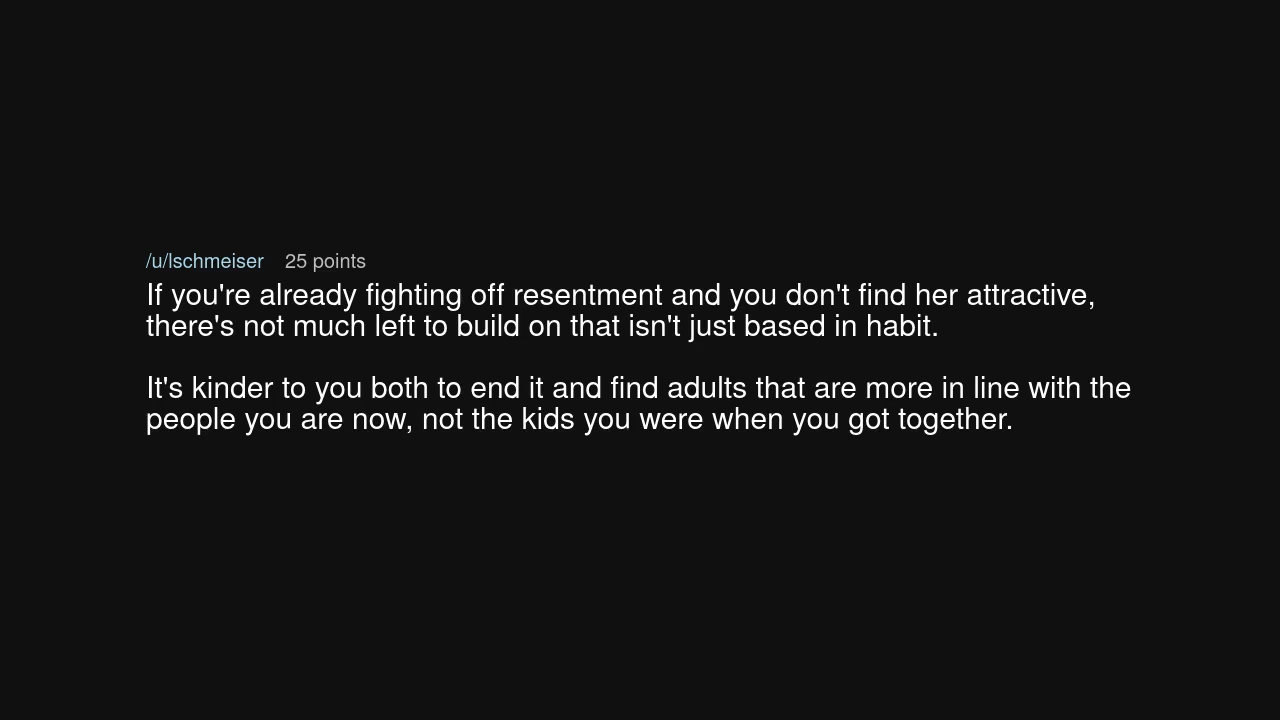 /u/lschmeiser 25 points
If you're already fighting off resentment and you don't find her attractive,
there's not much left to build on that isn't just based in habit.
It's kinder to you both to end it and find adults that are more in line with the
people you are now, not the kids you were when you got together.